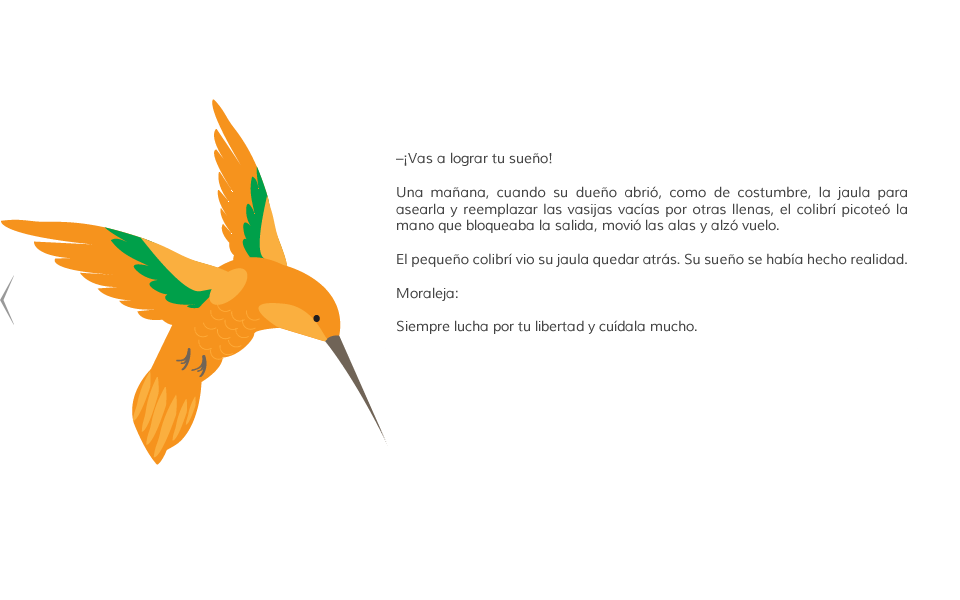 –¡Vas a lograr tu sueño!
Una mañana, cuando su dueño abrió, como de costumbre, la jaula para
asearla y reemplazar las vasijas vacías por otras llenas, el colibrí picoteó la
mano que bloqueaba la salida, movió las alas y alzó vuelo.
El pequeño colibrí vio su jaula quedar atrás. Su sueño se había hecho realidad.
Moraleja:
Siempre lucha por tu libertad y cuídala mucho.